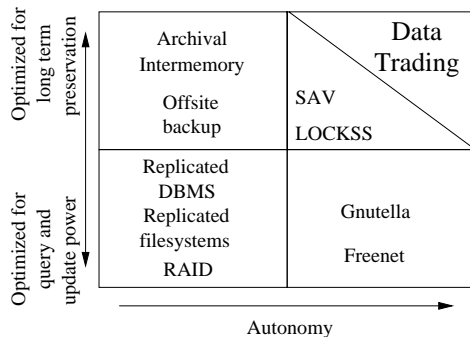 Optimized for
long term
preservation
Archival
Intermemory
Offsite
backup
Data
Trading
SAV
LOCKSS
Optimized for
query and
update power
Replicated
DBMS
Replicated
filesystems
RAID
Gnutella
Freenet
Autonomy